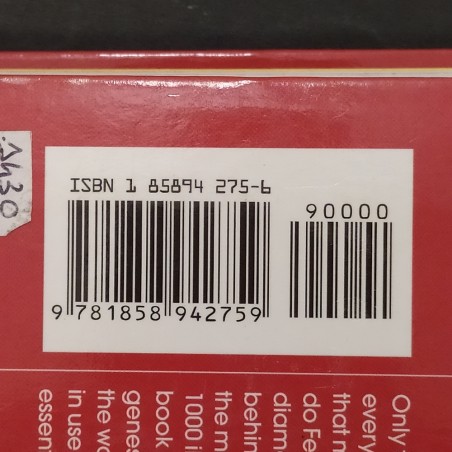 ISBN 1 85894 275-6
90000
9 781858 942759
Only
every
that m
do Fe
diam
behin
the m
1000 i
book
genes
the wo
in use
essen